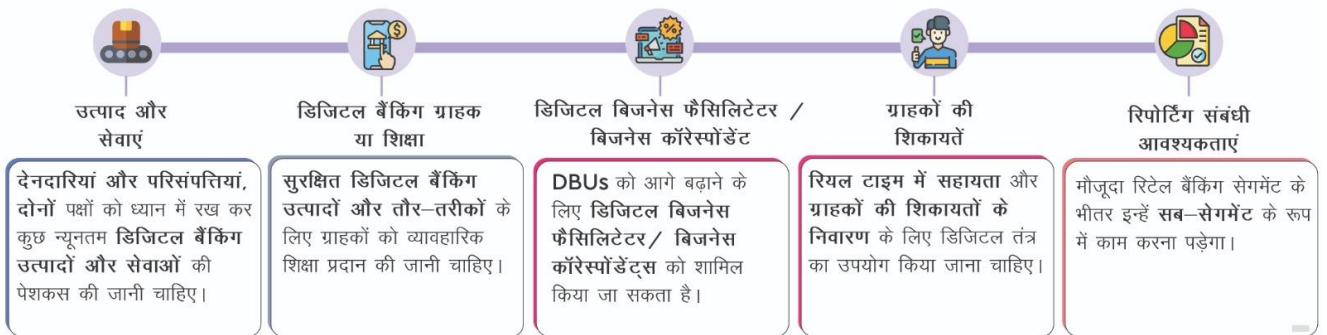 उत्पाद और
सेवाएं
देनदारियां और परिसंपत्तियां,
दोनों पक्षों को ध्यान में रख कर
कुछ न्यूनतम डिजिटल बैंकिंग
उत्पादों और सेवाओं की
पेशकस की जानी चाहिए।
डिजिटल बैंकिंग ग्राहक
या शिक्षा
सुरक्षित डिजिटल बैंकिंग
उत्पादों और तौर–तरीकों के
लिए ग्राहकों को व्यावहारिक
शिक्षा प्रदान की जानी चाहिए।
डिजिटल बिजनेस फैसिलिटेटर /
बिजनेस कॉरेस्पोंडेंट
DBUs को आगे बढ़ाने के
लिए डिजिटल बिजनेस
फैसिलिटेटर/ बिजनेस
कॉरेस्पोंडेंट्स को शामिल
किया जा सकता है।
ग्राहकों की
शिकायतें
रियल टाइम में सहायता और
ग्राहकों की शिकायतों के
निवारण के लिए डिजिटल तंत्र
का उपयोग किया जाना चाहिए।
रिपोर्टिंग संबंधी
आवश्यकताएं
मौजूदा रिटेल बैंकिंग सेगमेंट के
भीतर इन्हें सब–सेगमेंट के रूप
में काम करना पड़ेगा।